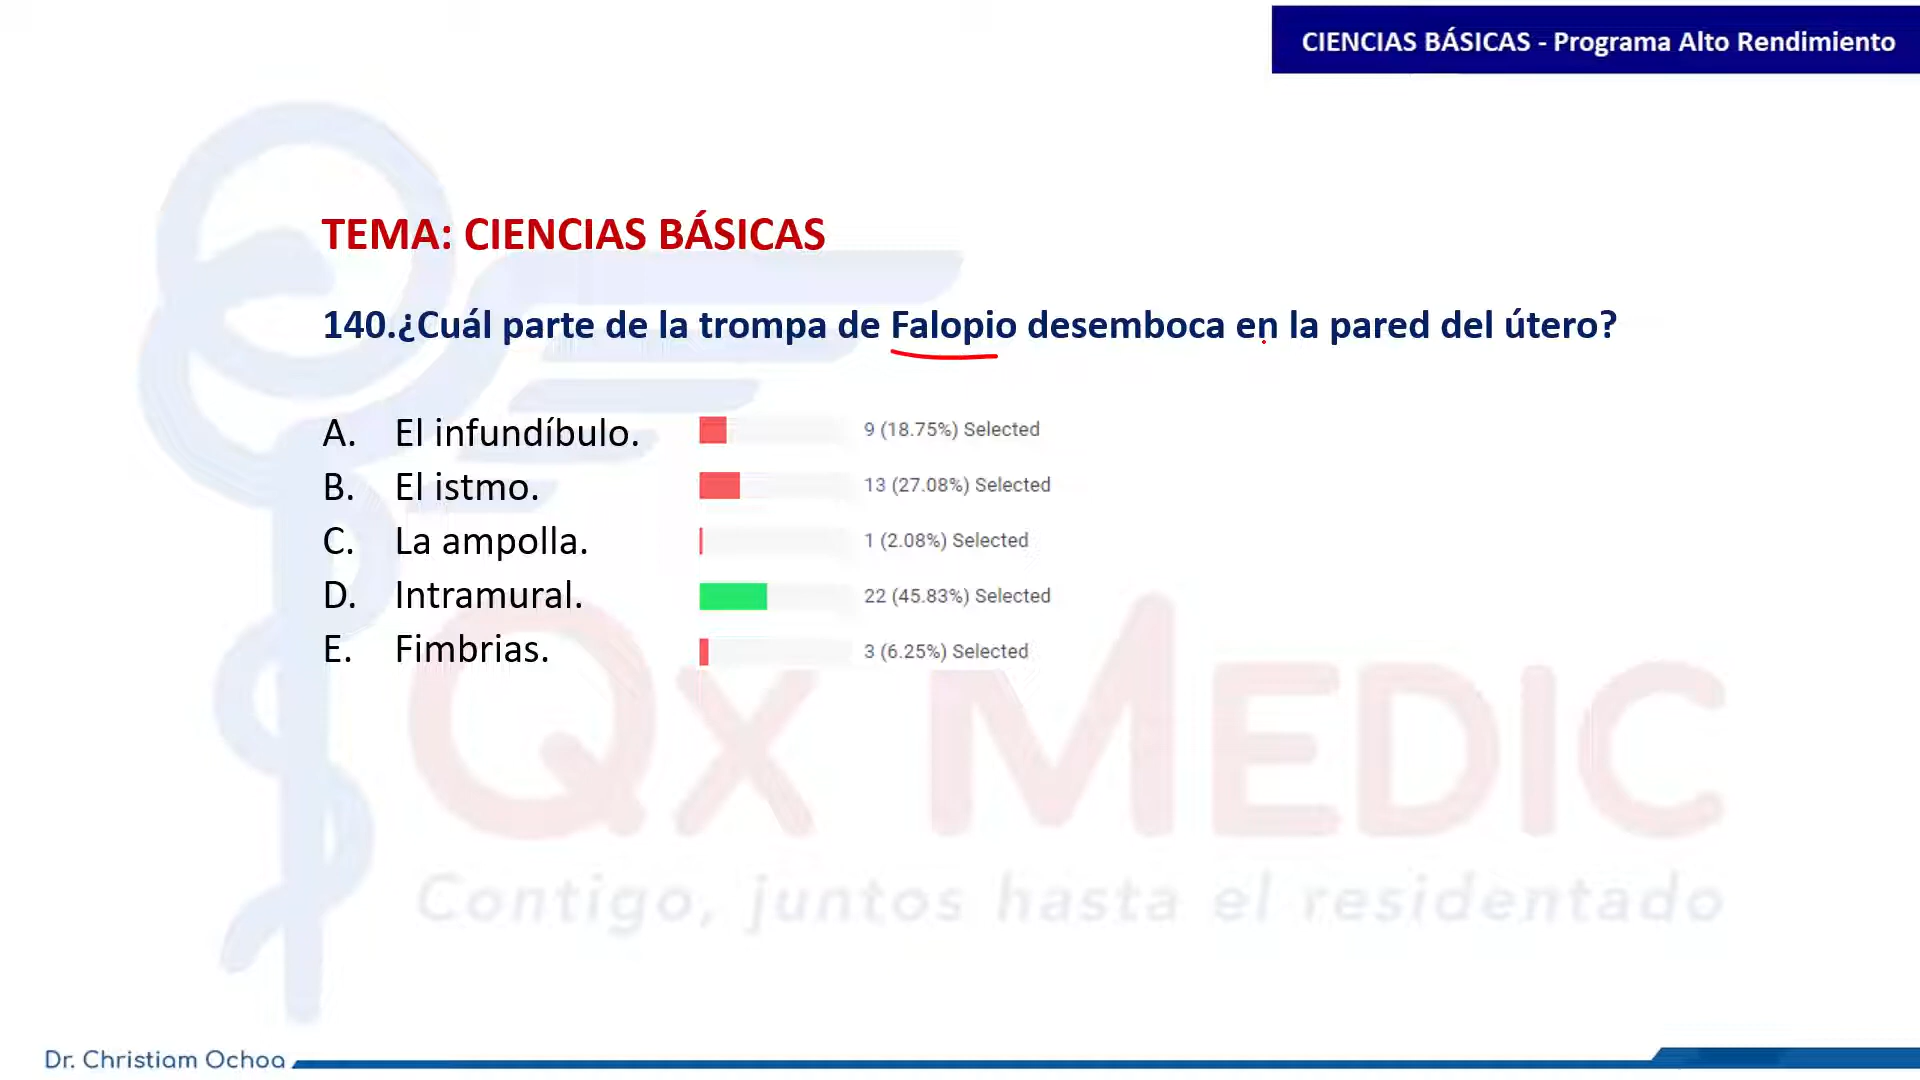 CIENCIAS BÁSICAS - Programa Alto Rendimiento
TEMA: CIENCIAS BÁSICAS
140.¿Cuál parte de la trompa de Falopio desemboca en la pared del útero?
A. El infundíbulo. 9 (18.75%) Selected
B. El istmo. 13 (27.08%) Selected
C. La ampolla. 1 (2.08%) Selected
D. Intramural. 22 (45.83%) Selected
E. Fimbrias. 3 (6.25%) Selected
QX MEDIC
Contigo, juntos hasta el residentado
Dr. Christiam Ochoa